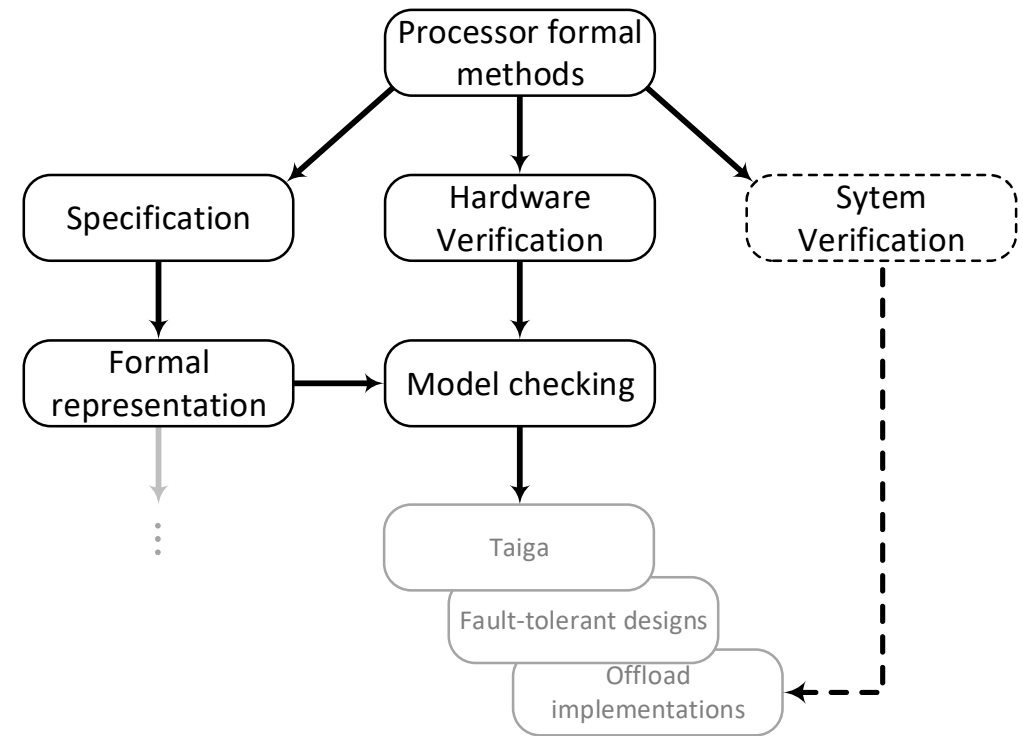 Processor formal
methods
Specification
Hardware
Verification
Sytem
Verification
Formal
representation
Model checking
Taiga
Fault-tolerant designs
Offload
implementations